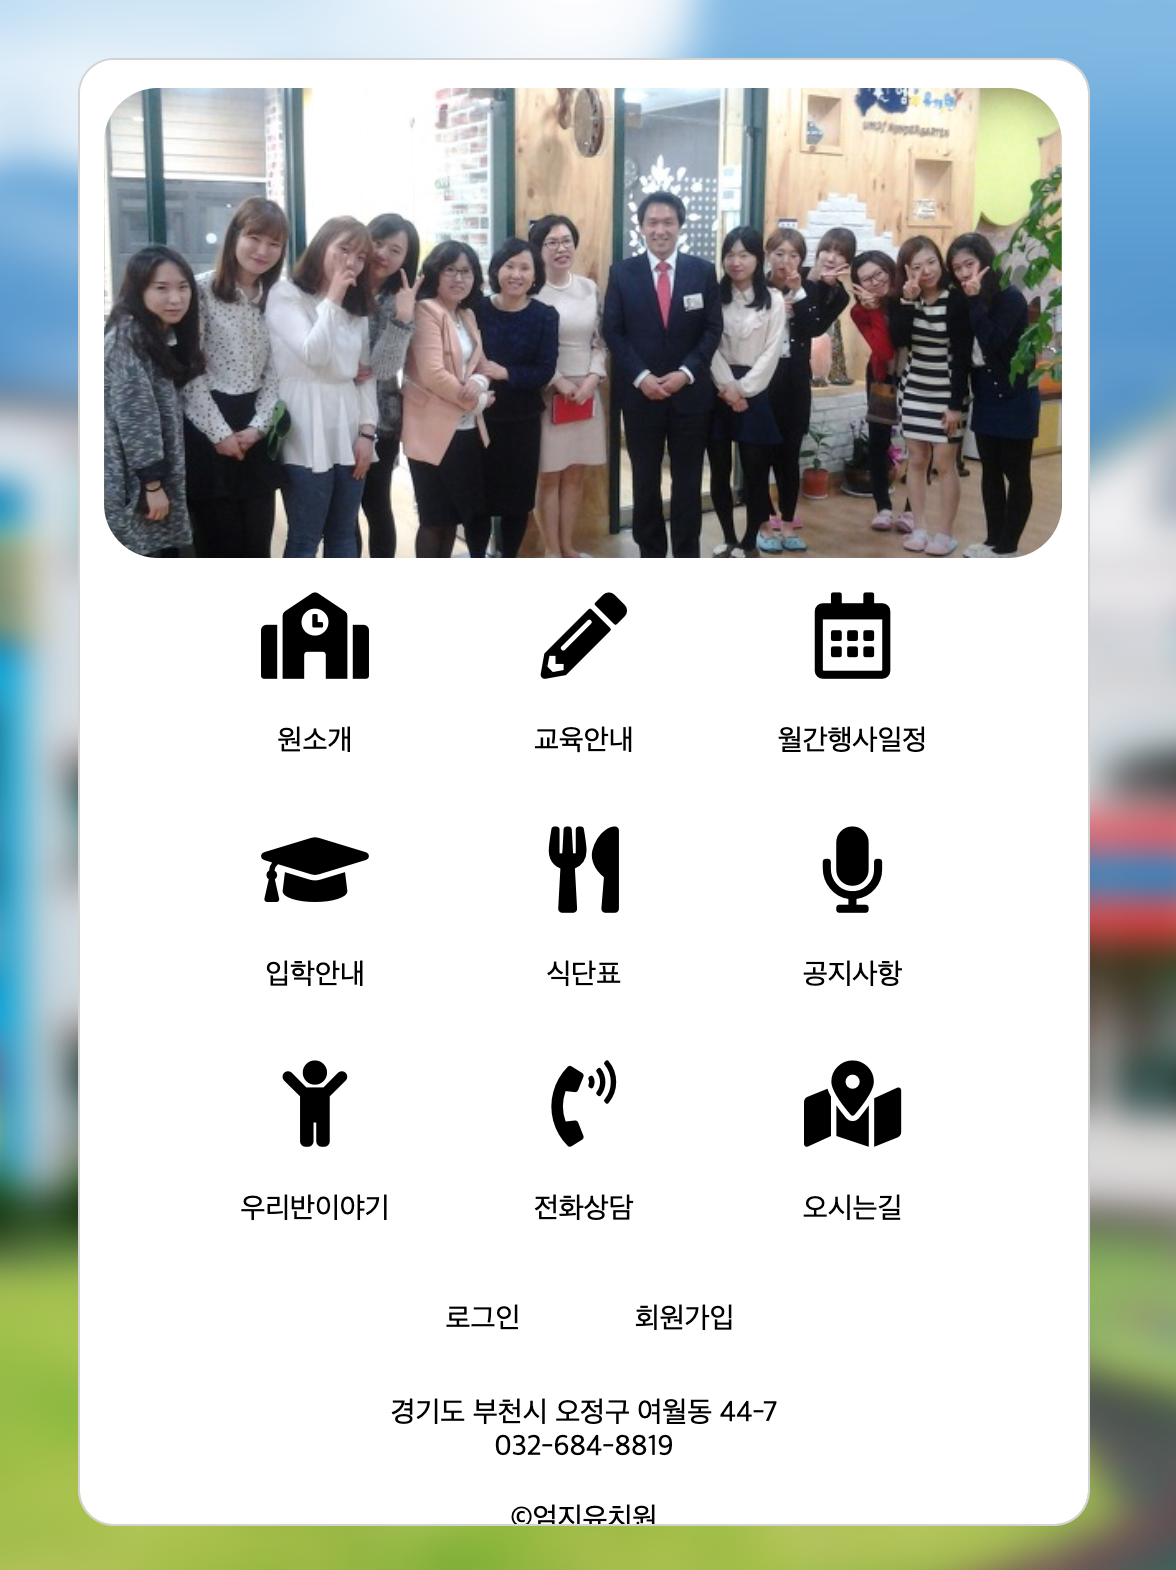 UMJI KINDERGARTEN
원소개
교육안내
월간행사일정
입학안내
식단표
공지사항
우리반이야기
전화상담
오시는길
로그인
회원가입
경기도 부천시 오정구 여월동 44-7
032-684-8819
©엄지유치원